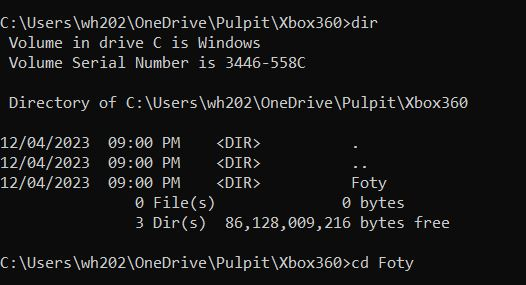 C:\Users\wh202\OneDrive\Pulpit\Xbox360>dir
 Volume in drive C is Windows
 Volume Serial Number is 3446-558C

 Directory of C:\Users\wh202\OneDrive\Pulpit\Xbox360

12/04/2023  09:00 PM    <DIR>          .
12/04/2023  09:00 PM    <DIR>          ..
12/04/2023  09:00 PM    <DIR>          Foty
               0 File(s)              0 bytes
               3 Dir(s)  86,128,009,216 bytes free

C:\Users\wh202\OneDrive\Pulpit\Xbox360>cd Foty